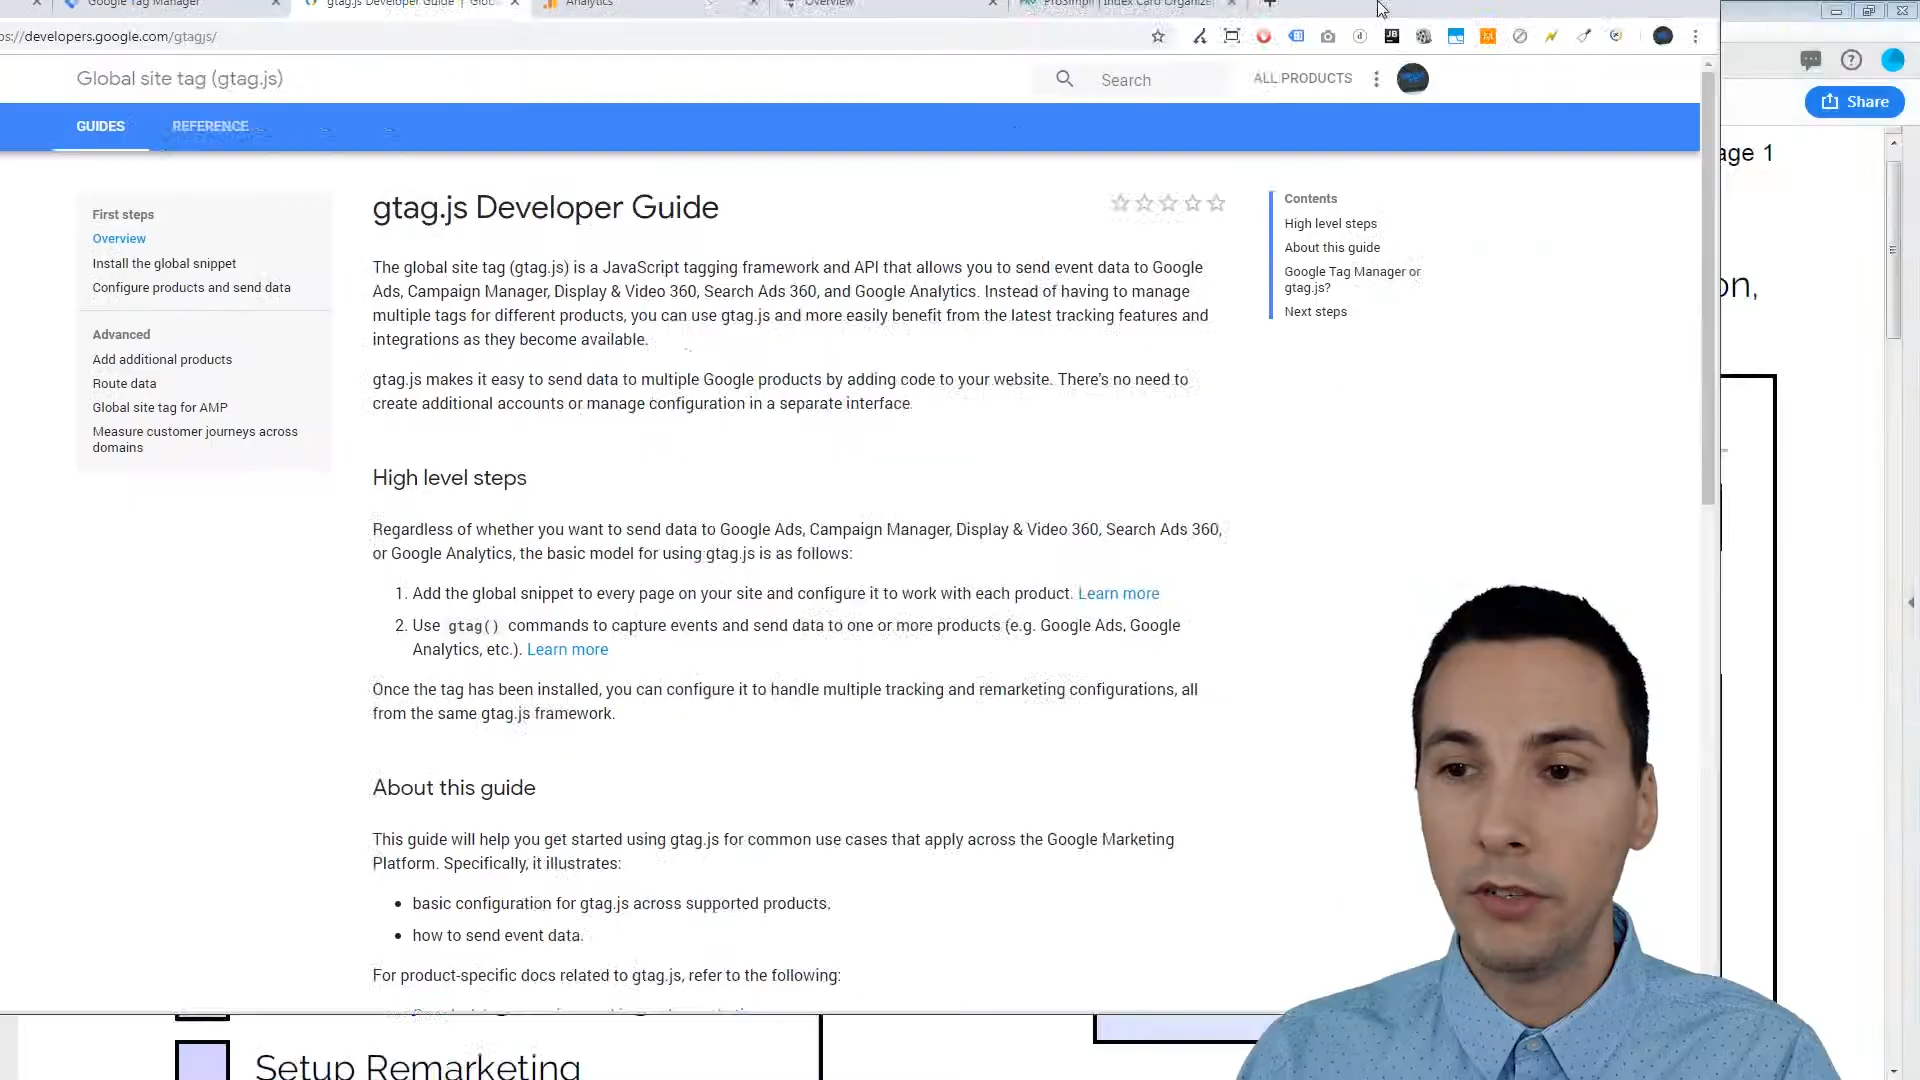 Google Tag Manager
gtag.js Developer Guide | Glob
Analytics
Overview
Index Card Organize
s://developers.google.com/gtagjs/
Global site tag (gtag.js)
Search
ALL PRODUCTS
Share
GUIDES
REFERENCE
age 1
First steps
Overview
Install the global snippet
Configure products and send data
Advanced
Add additional products
Route data
Global site tag for AMP
Measure customer journeys across
domains
gtag.js Developer Guide
The global site tag (gtag.js) is a JavaScript tagging framework and API that allows you to send event data to Google
Ads, Campaign Manager, Display & Video 360, Search Ads 360, and Google Analytics. Instead of having to manage
multiple tags for different products, you can use gtag.js and more easily benefit from the latest tracking features and
integrations as they become available.
gtag.js makes it easy to send data to multiple Google products by adding code to your website. There's no need to
create additional accounts or manage configuration in a separate interface.
High level steps
Regardless of whether you want to send data to Google Ads, Campaign Manager, Display & Video 360, Search Ads 360,
or Google Analytics, the basic model for using gtag.js is as follows:
1. Add the global snippet to every page on your site and configure it to work with each product. Learn more
2. Use gtag() commands to capture events and send data to one or more products (e.g. Google Ads, Google
Analytics, etc.). Learn more
Once the tag has been installed, you can configure it to handle multiple tracking and remarketing configurations, all
from the same gtag.js framework.
About this guide
This guide will help you get started using gtag.js for common use cases that apply across the Google Marketing
Platform. Specifically, it illustrates:
• basic configuration for gtag.js across supported products,
• how to send event data.
For product-specific docs related to gtag.js, refer to the following:
Contents
High level steps
About this guide
Google Tag Manager or
gtag.js?
Next steps
on,
Setup Remarketing